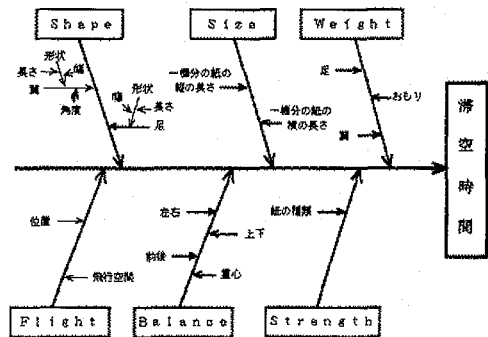 Shape
Size
Weight
形状
長さ
幅
翼
角度
形状
幅
長さ
足
一機分の紙の
縦の長さ
一機分の紙の
横の長さ
足
おもり
翼
滞空時間
位置
飛行空間
左右
上下
前後
重心
紙の種類
Flight
Balance
Strength